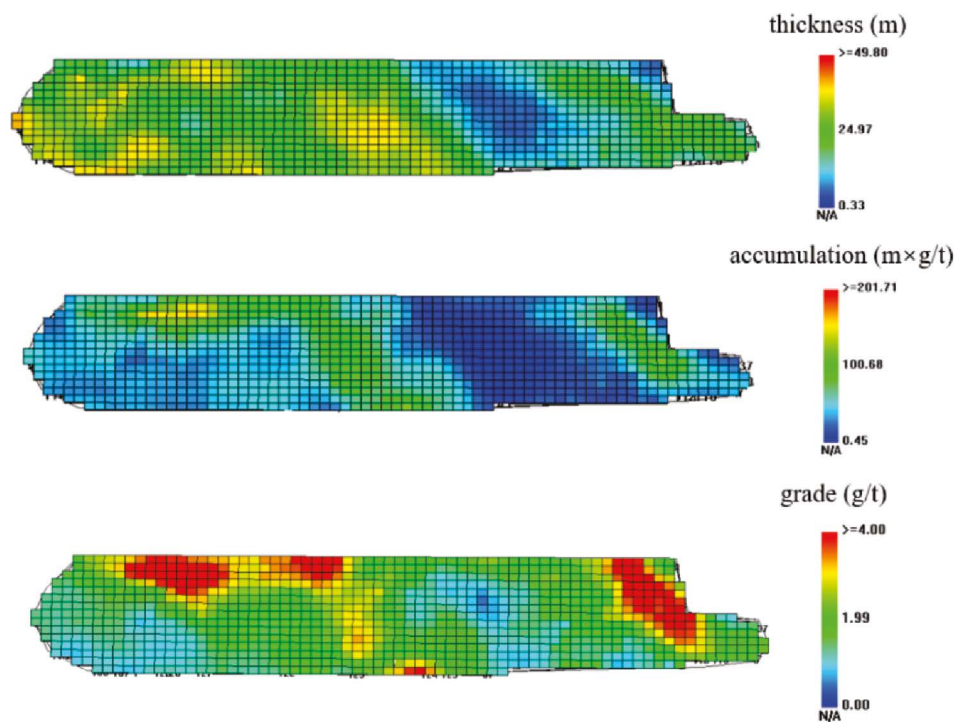 thickness (m)
>=49.80
24.97
0.33
N/A
accumulation (m×g/t)
>=201.71
100.68
0.45
N/A
grade (g/t)
>=4.00
1.99
0.00
N/A